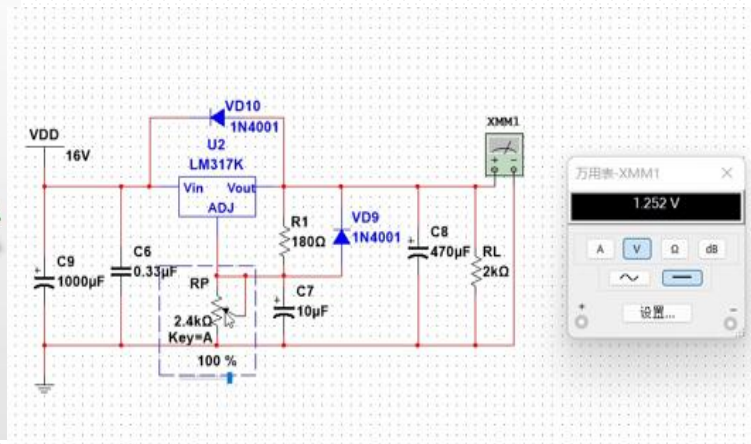 VDD
16V
VD10
1N4001
U2
LM317K
Vin
Vout
ADJ
R1
180Ω
VD9
1N4001
C9
1000µF
C6
0.33µF
RP
2.4kΩ
Key=A
100 %
C7
10µF
C8
470µF
RL
2kΩ
XMM1
+
-
万用表-XMM1
1.252 V
A
V
Ω
dB
设置...
+
-